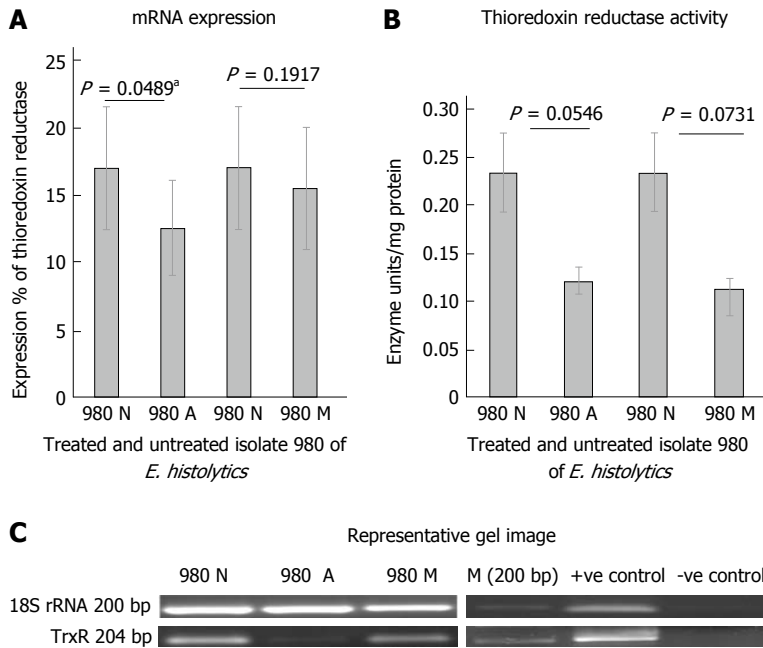 A
mRNA expression
Expression % of thioredoxin reductase
25
20
15
10
5
0
P = 0.0489a
P = 0.1917
980 N 980 A 980 N 980 M
Treated and untreated isolate 980 of
E. histolytics
B
Thioredoxin reductase activity
Enzyme units/mg protein
0.30
0.25
0.20
0.15
0.10
0.05
0
P = 0.0546
P = 0.0731
980 N 980 A 980 N 980 M
Treated and untreated isolate 980
of E. histolytics
C
Representative gel image
980 N 980 A 980 M M (200 bp) +ve control -ve control
18S rRNA 200 bp
TrxR 204 bp